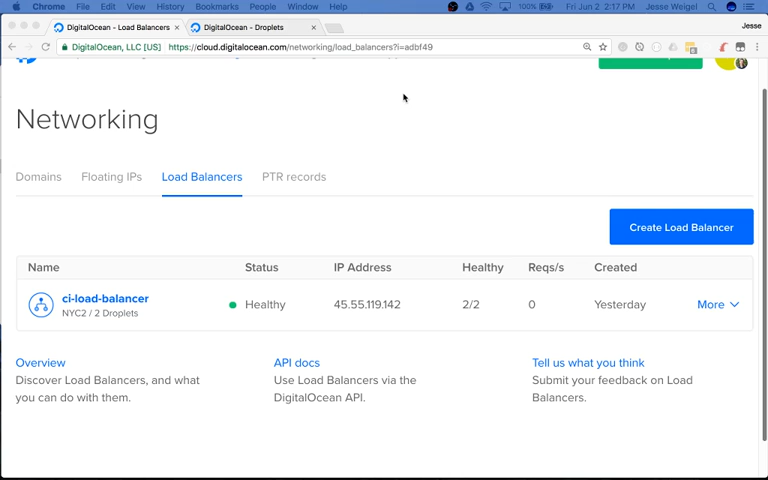 Chrome File Edit View History Bookmarks People Window Help 100% Fri Jun 2 2:17 PM Jesse Weigel
DigitalOcean - Load Balancers × DigitalOcean - Droplets × Jesse
DigitalOcean, LLC [US] https://cloud.digitalocean.com/networking/load_balancers?i=adbf49
Networking
Domains Floating IPs Load Balancers PTR records
Create Load Balancer
Name Status IP Address Healthy Reqs/s Created
ci-load-balancer Healthy 45.55.119.142 2/2 0 Yesterday More
NYC2 / 2 Droplets
Overview API docs Tell us what you think
Discover Load Balancers, and what Use Load Balancers via the Submit your feedback on Load
you can do with them. DigitalOcean API. Balancers.